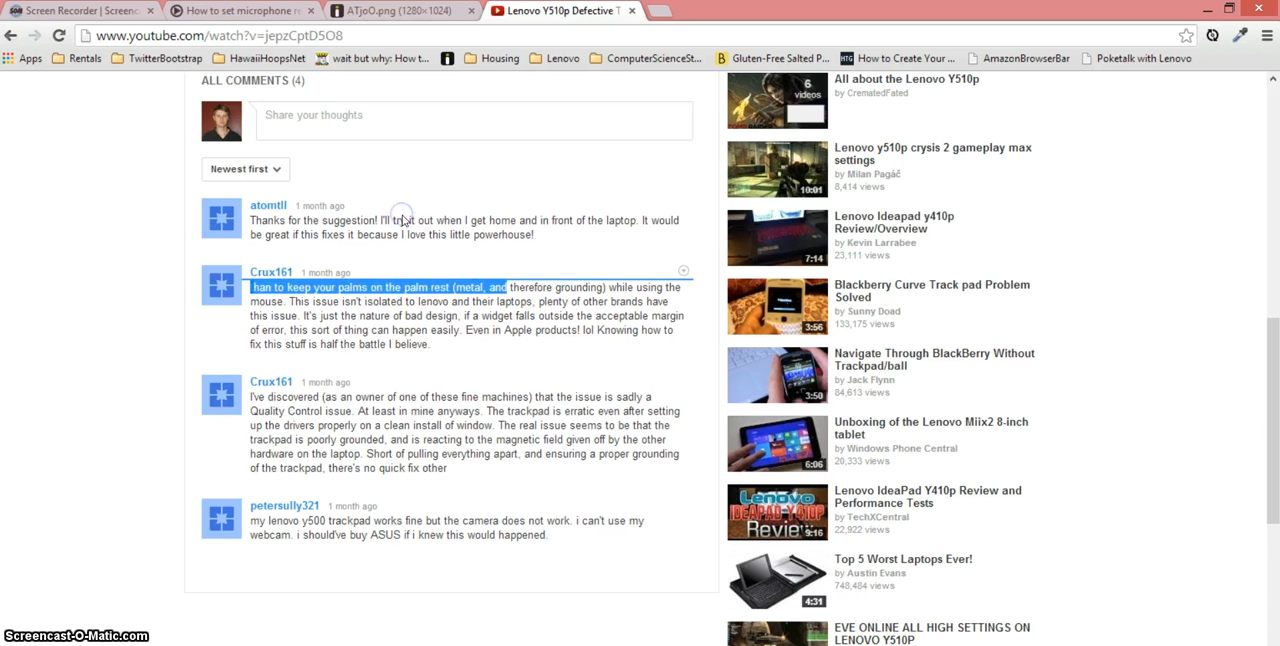 Screen Recorder | Screenc
How to set microphone re
ATjoO.png (1280×1024)
Lenovo Y510p Defective T
www.youtube.com/watch?v=jepzCptD5O8
Apps
Rentals
TwitterBootstrap
HawaiiHoopsNet
wait but why: How t...
Housing
Lenovo
ComputerScienceSt...
Gluten-Free Salted P...
How to Create Your ...
AmazonBrowserBar
Poketalk with Lenovo
ALL COMMENTS (4)
Share your thoughts
Newest first
atomtll 1 month ago
Thanks for the suggestion! I'll try it out when I get home and in front of the laptop. It would
be great if this fixes it because I love this little powerhouse!
Crux161 1 month ago
han to keep your palms on the palm rest (metal, and therefore grounding) while using the
mouse. This issue isn't isolated to lenovo and their laptops, plenty of other brands have
this issue. It's just the nature of bad design, if a widget falls outside the acceptable margin
of error, this sort of thing can happen easily. Even in Apple products! lol Knowing how to
fix this stuff is half the battle I believe.
Crux161 1 month ago
I've discovered (as an owner of one of these fine machines) that the issue is sadly a
Quality Control issue. At least in mine anyways. The trackpad is erratic even after setting
up the drivers properly on a clean install of window. The real issue seems to be that the
trackpad is poorly grounded, and is reacting to the magnetic field given off by the other
hardware on the laptop. Short of pulling everything apart, and ensuring a proper grounding
of the trackpad, there's no quick fix other
petersully321 1 month ago
my lenovo y500 trackpad works fine but the camera does not work. i can't use my
webcam. i should've buy ASUS if i knew this would happened.
6
videos
All about the Lenovo Y510p
by CrematedFated
10:01
Lenovo y510p crysis 2 gameplay max
settings
by Milan Pagáč
8,414 views
7:14
Lenovo Ideapad y410p
Review/Overview
by Kevin Larrabee
23,111 views
3:56
Blackberry Curve Track pad Problem
Solved
by Sunny Doad
133,175 views
3:50
Navigate Through BlackBerry Without
Trackpad/ball
by Jack Flynn
84,613 views
6:06
Unboxing of the Lenovo Miix2 8-inch
tablet
by Windows Phone Central
20,333 views
Lenovo
IDEAPAD Y410P
Review
9:16
Lenovo IdeaPad Y410p Review and
Performance Tests
by TechXCentral
22,922 views
4:31
Top 5 Worst Laptops Ever!
by Austin Evans
748,484 views
EVE ONLINE ALL HIGH SETTINGS ON
LENOVO Y510P
Screencast-O-Matic.com